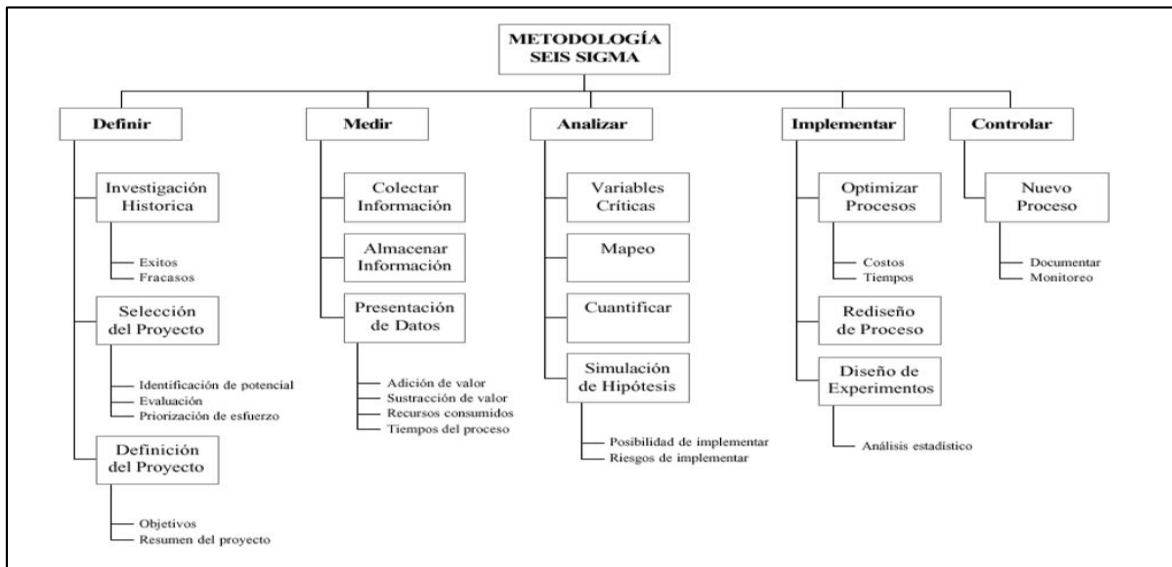 METODOLOGÍA
SEIS SIGMA
Definir
Investigación
Historica
Exitos
Fracasos
Selección
del Proyecto
Identificación de potencial
Evaluación
Priorización de esfuerzo
Definición
del Proyecto
Objetivos
Resumen del proyecto
Medir
Colectar
Información
Almacenar
Información
Presentación
de Datos
Adición de valor
Sustracción de valor
Recursos consumidos
Tiempos del proceso
Analizar
Variables
Críticas
Mapeo
Cuantificar
Simulación
de Hipótesis
Posibilidad de implementar
Riesgos de implementar
Implementar
Optimizar
Procesos
Costos
Tiempos
Rediseño
de Proceso
Diseño de
Experimentos
Análisis estadístico
Controlar
Nuevo
Proceso
Documentar
Monitoreo